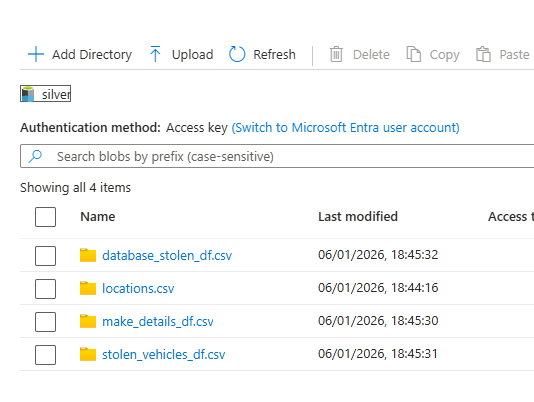 Add Directory Upload Refresh Delete Copy Paste
silver
Authentication method: Access key (Switch to Microsoft Entra user account)
Search blobs by prefix (case-sensitive)
Showing all 4 items
Name Last modified Access t
database_stolen_df.csv 06/01/2026, 18:45:32
locations.csv 06/01/2026, 18:44:16
make_details_df.csv 06/01/2026, 18:45:30
stolen_vehicles_df.csv 06/01/2026, 18:45:31